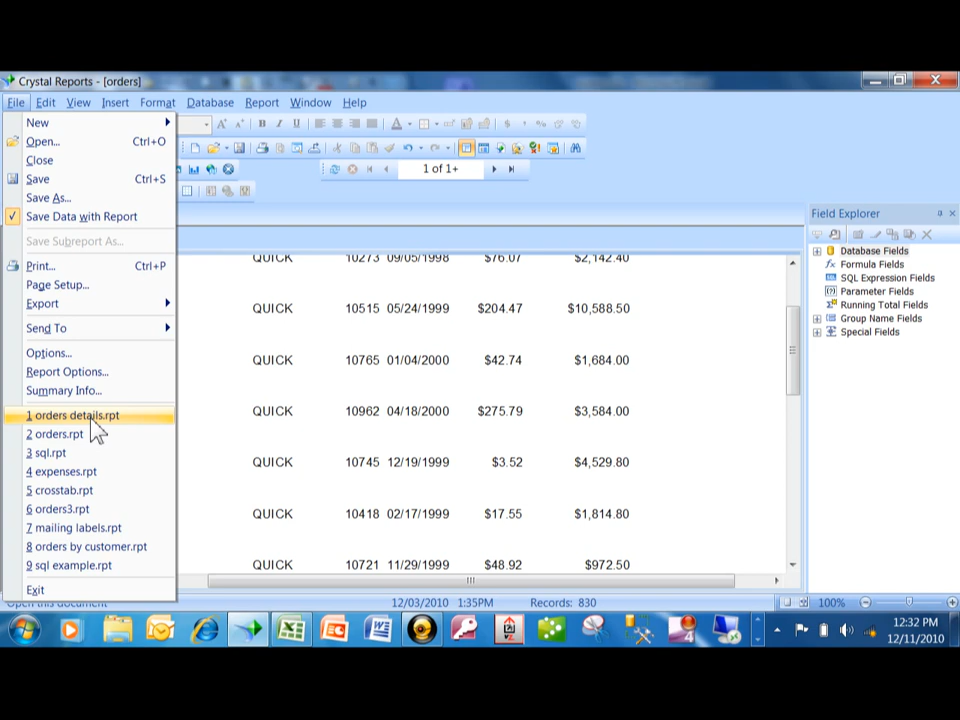 Crystal Reports - [orders]
File Edit View Insert Format Database Report Window Help
New
Open... Ctrl+O
Close
Save Ctrl+S
Save As...
Save Data with Report
Save Subreport As...
Print... Ctrl+P
Page Setup...
Export
Send To
Options...
Report Options...
Summary Info...
1 orders details.rpt
2 orders.rpt
3 sql.rpt
4 expenses.rpt
5 crosstab.rpt
6 orders3.rpt
7 mailing labels.rpt
8 orders by customer.rpt
9 sql example.rpt
Exit
1 of 1+
QUICK 10273 09/05/1998 $76.07 $2,142.40
QUICK 10515 05/24/1999 $204.47 $10,588.50
QUICK 10765 01/04/2000 $42.74 $1,684.00
QUICK 10962 04/18/2000 $275.79 $3,584.00
QUICK 10745 12/19/1999 $3.52 $4,529.80
QUICK 10418 02/17/1999 $17.55 $1,814.80
QUICK 10721 11/29/1999 $48.92 $972.50
Field Explorer
Database Fields
Formula Fields
SQL Expression Fields
Parameter Fields
Running Total Fields
Group Name Fields
Special Fields
Open this document 12/03/2010 1:35PM Records: 830 100%
12:32 PM
12/11/2010